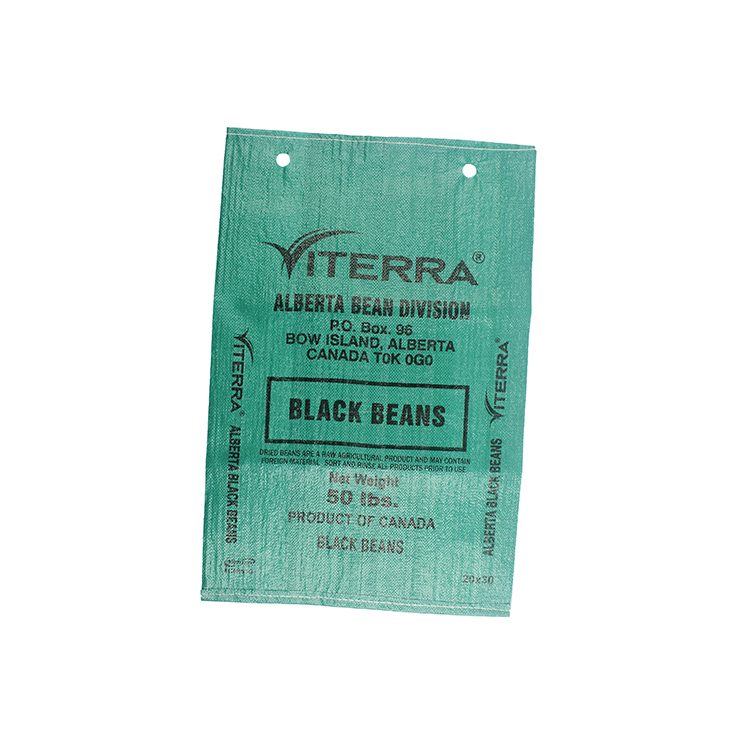 VITERRA®
ALBERTA BEAN DIVISION
P.O. Box. 96
BOW ISLAND, ALBERTA
CANADA T0K 0G0
BLACK BEANS
DRIED BEANS ARE A RAW AGRICULTURAL PRODUCT AND MAY CONTAIN
FOREIGN MATERIAL. SORT AND RINSE ALL PRODUCTS PRIOR TO USE
Net Weight
50 lbs.
PRODUCT OF CANADA
BLACK BEANS
VITERRA® ALBERTA BLACK BEANS
ALBERTA BLACK BEANS VITERRA®
20x30